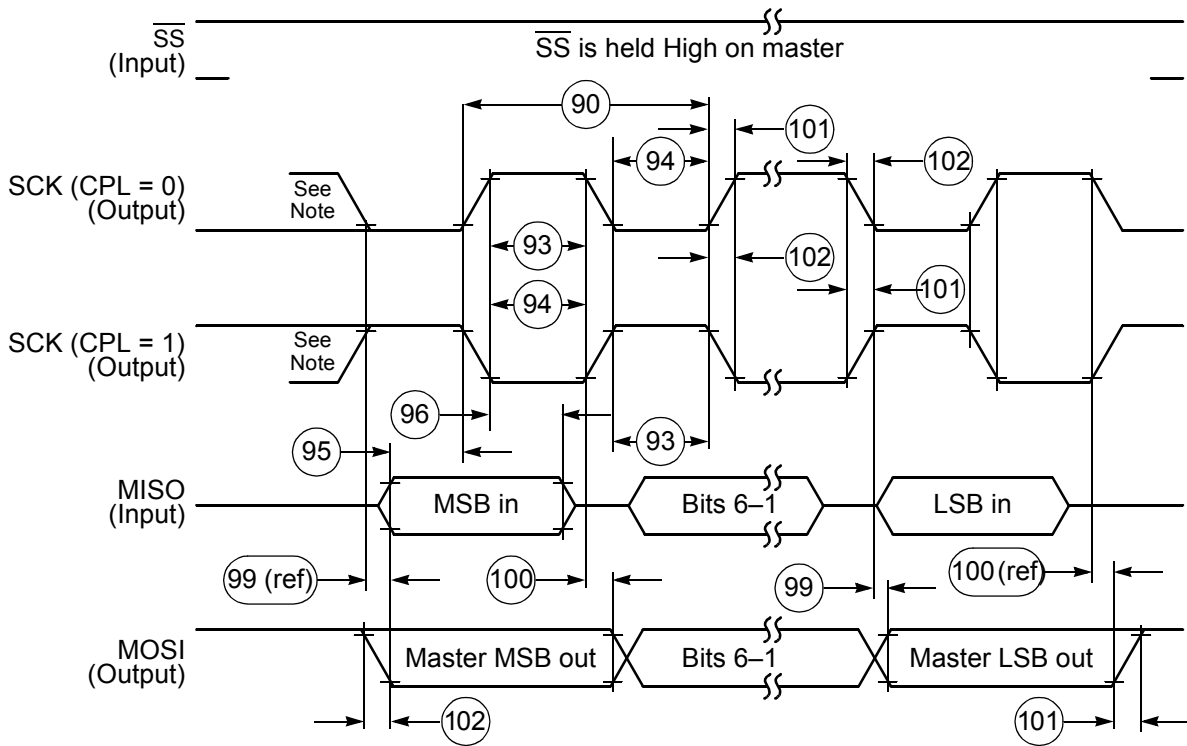 SS
(Input)
SS is held High on master
90
101
94
102
SCK (CPL = 0)
(Output)
See
Note
93
102
94
101
SCK (CPL = 1)
(Output)
See
Note
96
93
95
MISO
(Input)
MSB in
Bits 6–1
LSB in
99 (ref)
100
99
100 (ref)
MOSI
(Output)
Master MSB out
Bits 6–1
Master LSB out
102
101